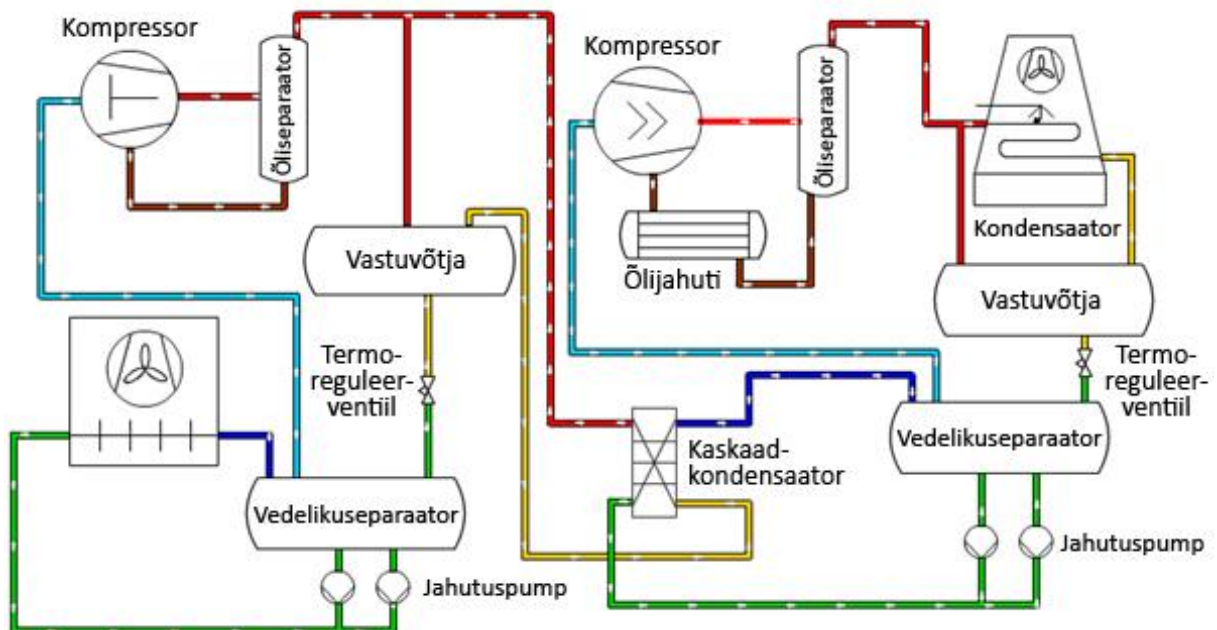 Kompressor
Õliseparaator
Kompressor
Õliseparaator
Kondensaator
Vastuvõtja
Õlijahuti
Vastuvõtja
Termo-
reguleer-
ventiil
Termo-
reguleer-
ventiil
Kaskaad-
kondensaator
Vedelikuseparaator
Vedelikuseparaator
Jahutuspump
Jahutuspump